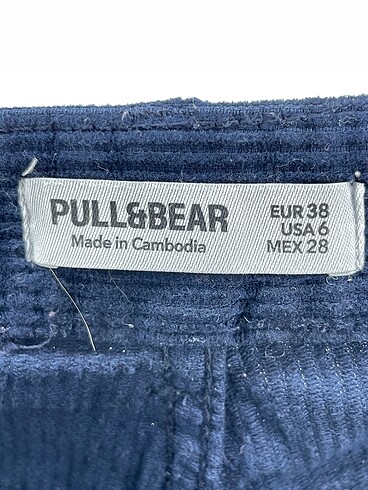 PULL&BEAR
Made in Cambodia
EUR 38
USA 6
MEX 28